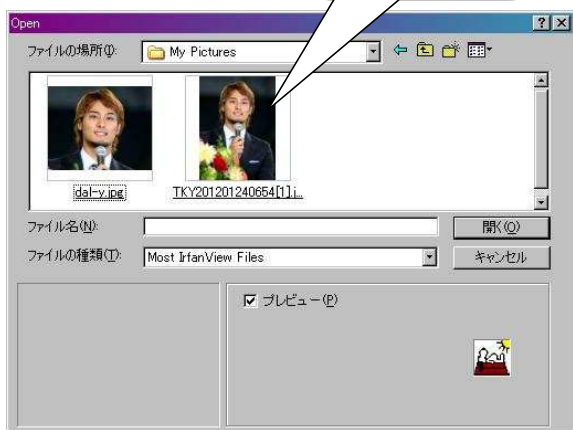 Open
ファイルの場所(I):
My Pictures
dal-y.jpg
TKY201201240654[1].j...
ファイル名(N):
開く(O)
ファイルの種類(T):
Most IrfanView Files
キャンセル
プレビュー(P)